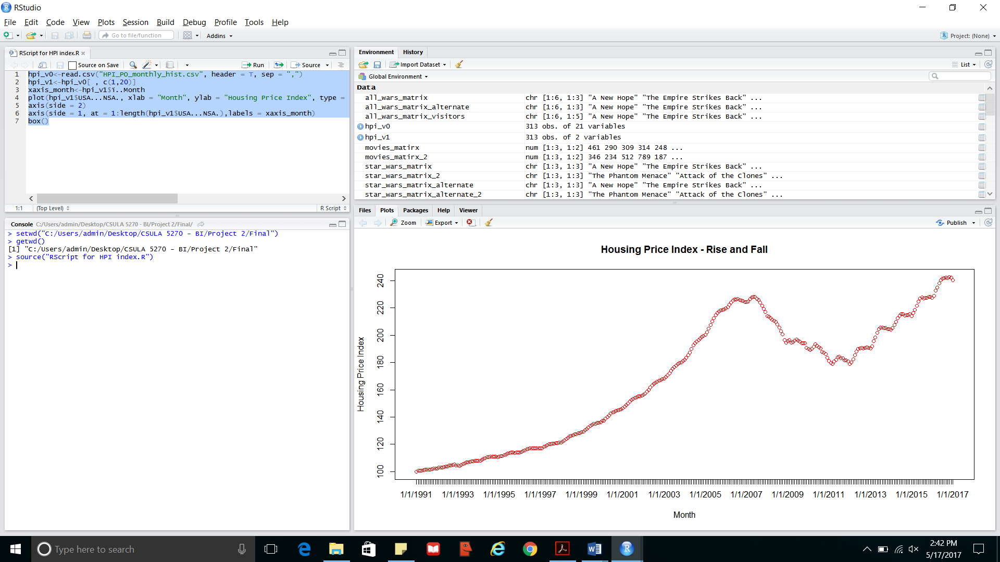 RStudio
File Edit Code View Plots Session Build Debug Profile Tools Help
Go to file/function Addins Project: (None)
RScript for HPI index.R
Source on Save Run Source
1 hpi_v0<-read.csv("HPI_PO_monthly_hist.csv", header = T, sep = ",")
2 hpi_v1<-hpi_v0[ , c(1,20)]
3 xaxis_month<-hpi_v1$ï..Month
4 plot(hpi_v1$USA...NSA., xlab = "Month", ylab = "Housing Price Index", type =
5 axis(side = 2)
6 axis(side = 1, at = 1:length(hpi_v1$USA...NSA.),labels = xaxis_month)
7 box()
1:1 (Top Level) R Script
Console C:/Users/admin/Desktop/CSULA 5270 - BI/Project 2/Final/
> setwd("C:/Users/admin/Desktop/CSULA 5270 - BI/Project 2/Final")
> getwd()
[1] "C:/Users/admin/Desktop/CSULA 5270 - BI/Project 2/Final"
> source("RScript for HPI index.R")
>
Environment History
Import Dataset List
Global Environment
Data
all_wars_matrix chr [1:6, 1:3] "A New Hope" "The Empire Strikes Back" ...
all_wars_matrix_alternate chr [1:6, 1:3] "A New Hope" "The Empire Strikes Back" ...
all_wars_matrix_visitors chr [1:6, 1:5] "A New Hope" "The Empire Strikes Back" ...
hpi_v0 313 obs. of 21 variables
hpi_v1 313 obs. of 2 variables
movies_matirx num [1:3, 1:2] 461 290 309 314 248 ...
movies_matirx_2 num [1:3, 1:2] 346 234 512 789 187 ...
star_wars_matrix chr [1:3, 1:3] "A New Hope" "The Empire Strikes Back" ...
star_wars_matrix_2 chr [1:3, 1:3] "The Phantom Menace" "Attack of the Clones" ...
star_wars_matrix_alternate chr [1:3, 1:3] "A New Hope" "The Empire Strikes Back" ...
star_wars_matrix_alternate_2 chr [1:3, 1:3] "The Phantom Menace" "Attack of the Clones" ...
Files Plots Packages Help Viewer
Zoom Export Publish
Housing Price Index - Rise and Fall
Housing Price Index
240
220
200
180
160
140
120
100
1/1/1991 1/1/1993 1/1/1995 1/1/1997 1/1/1999 1/1/2001 1/1/2003 1/1/2005 1/1/2007 1/1/2009 1/1/2011 1/1/2013 1/1/2015 1/1/2017
Month
Type here to search
2:42 PM
5/17/2017